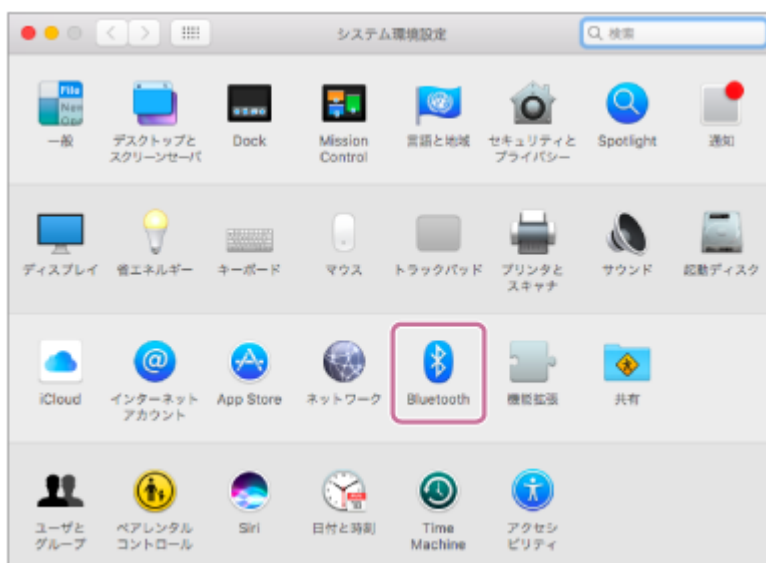 システム環境設定
検索
一般
デスクトップと
スクリーンセーバ
Dock
Mission
Control
言語と地域
セキュリティと
プライバシー
Spotlight
通知
ディスプレイ
省エネルギー
キーボード
マウス
トラックパッド
プリンタと
スキャナ
サウンド
起動ディスク
iCloud
インターネット
アカウント
App Store
ネットワーク
Bluetooth
機能拡張
共有
ユーザと
グループ
ペアレンタル
コントロール
Siri
日付と時刻
Time
Machine
アクセシ
ビリティ